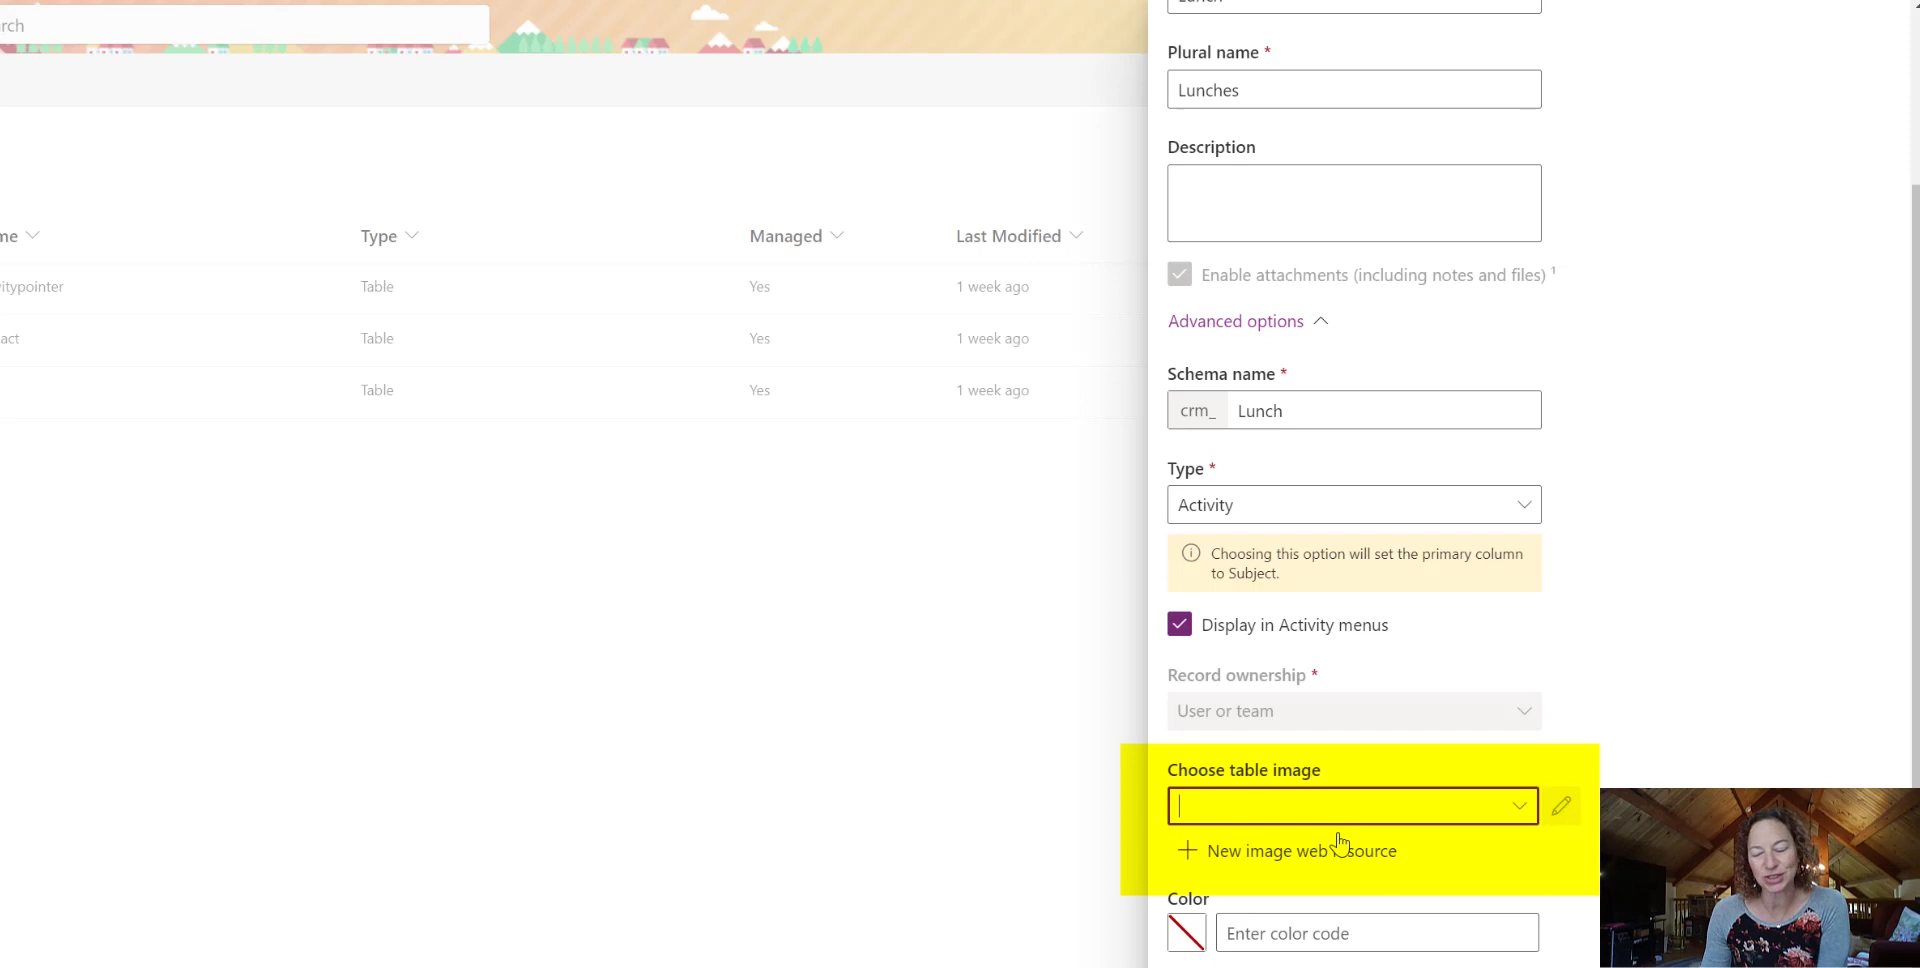 rch
me
Type
Managed
Last Modified
itypointer
Table
Yes
1 week ago
act
Table
Yes
1 week ago
Table
Yes
1 week ago
Plural name *
Lunches
Description
Enable attachments (including notes and files) 1
Advanced options
Schema name *
crm_ Lunch
Type *
Activity
Choosing this option will set the primary column
to Subject.
Display in Activity menus
Record ownership *
User or team
Choose table image
New image web source
Color
Enter color code